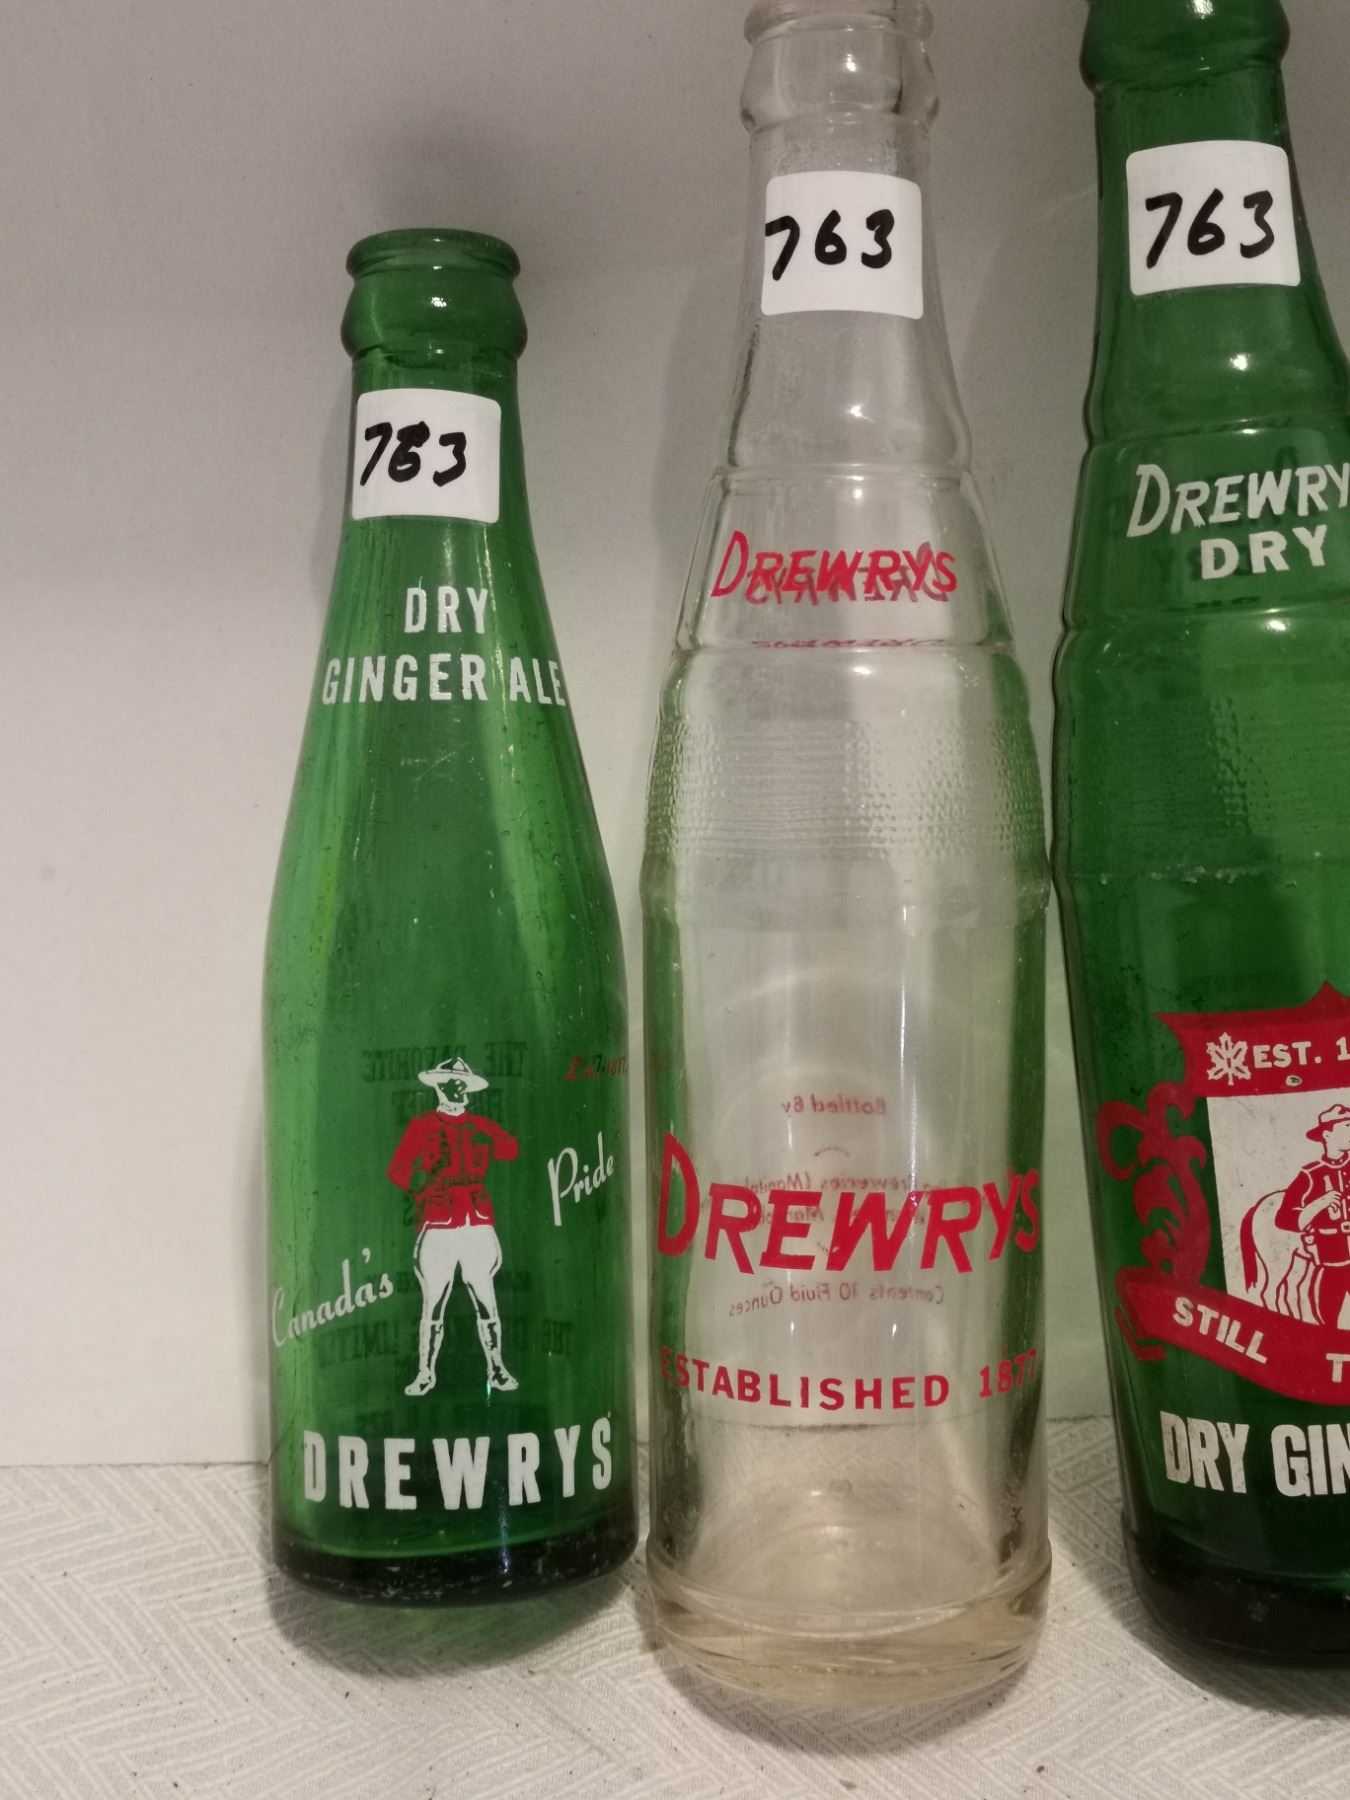 763
DRY
GINGER ALE
Est'd. 1877
Canada's
Pride
DREWRYS
763
DREWRYS
Bottled By
DREWRYS
Contents 10 Fluid Ounces
ESTABLISHED 1877
763
DREWRY
DRY
EST. 1
STILL T
DRY GIN